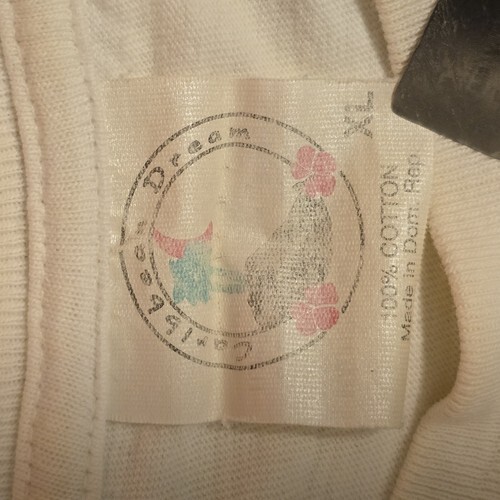 Caribbean Dream
XL
100% COTTON
Made in Dom. Rep